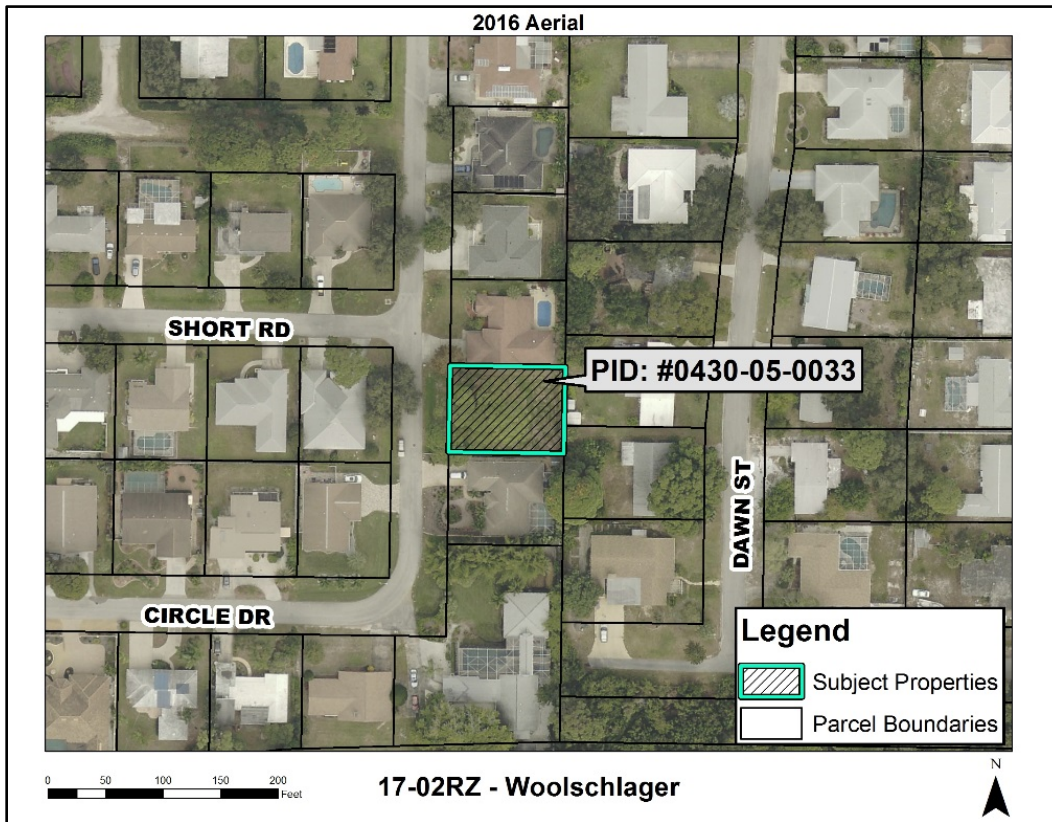 2016 Aerial
SHORT RD
PID: #0430-05-0033
DAWN ST
CIRCLE DR
Legend
Subject Properties
Parcel Boundaries
0 50 100 150 200
Feet
17-02RZ - Woolschlager
N